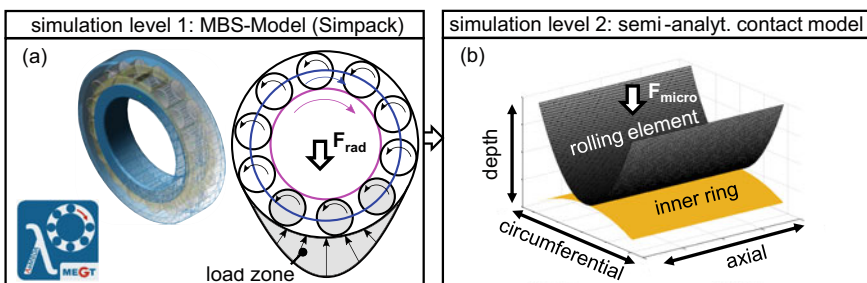 simulation level 1: MBS-Model (Simpack)
(a)
F_rad
load zone
λ
MEGT
simulation level 2: semi-analyt. contact model
(b)
F_micro
rolling element
inner ring
depth
circumferential
axial